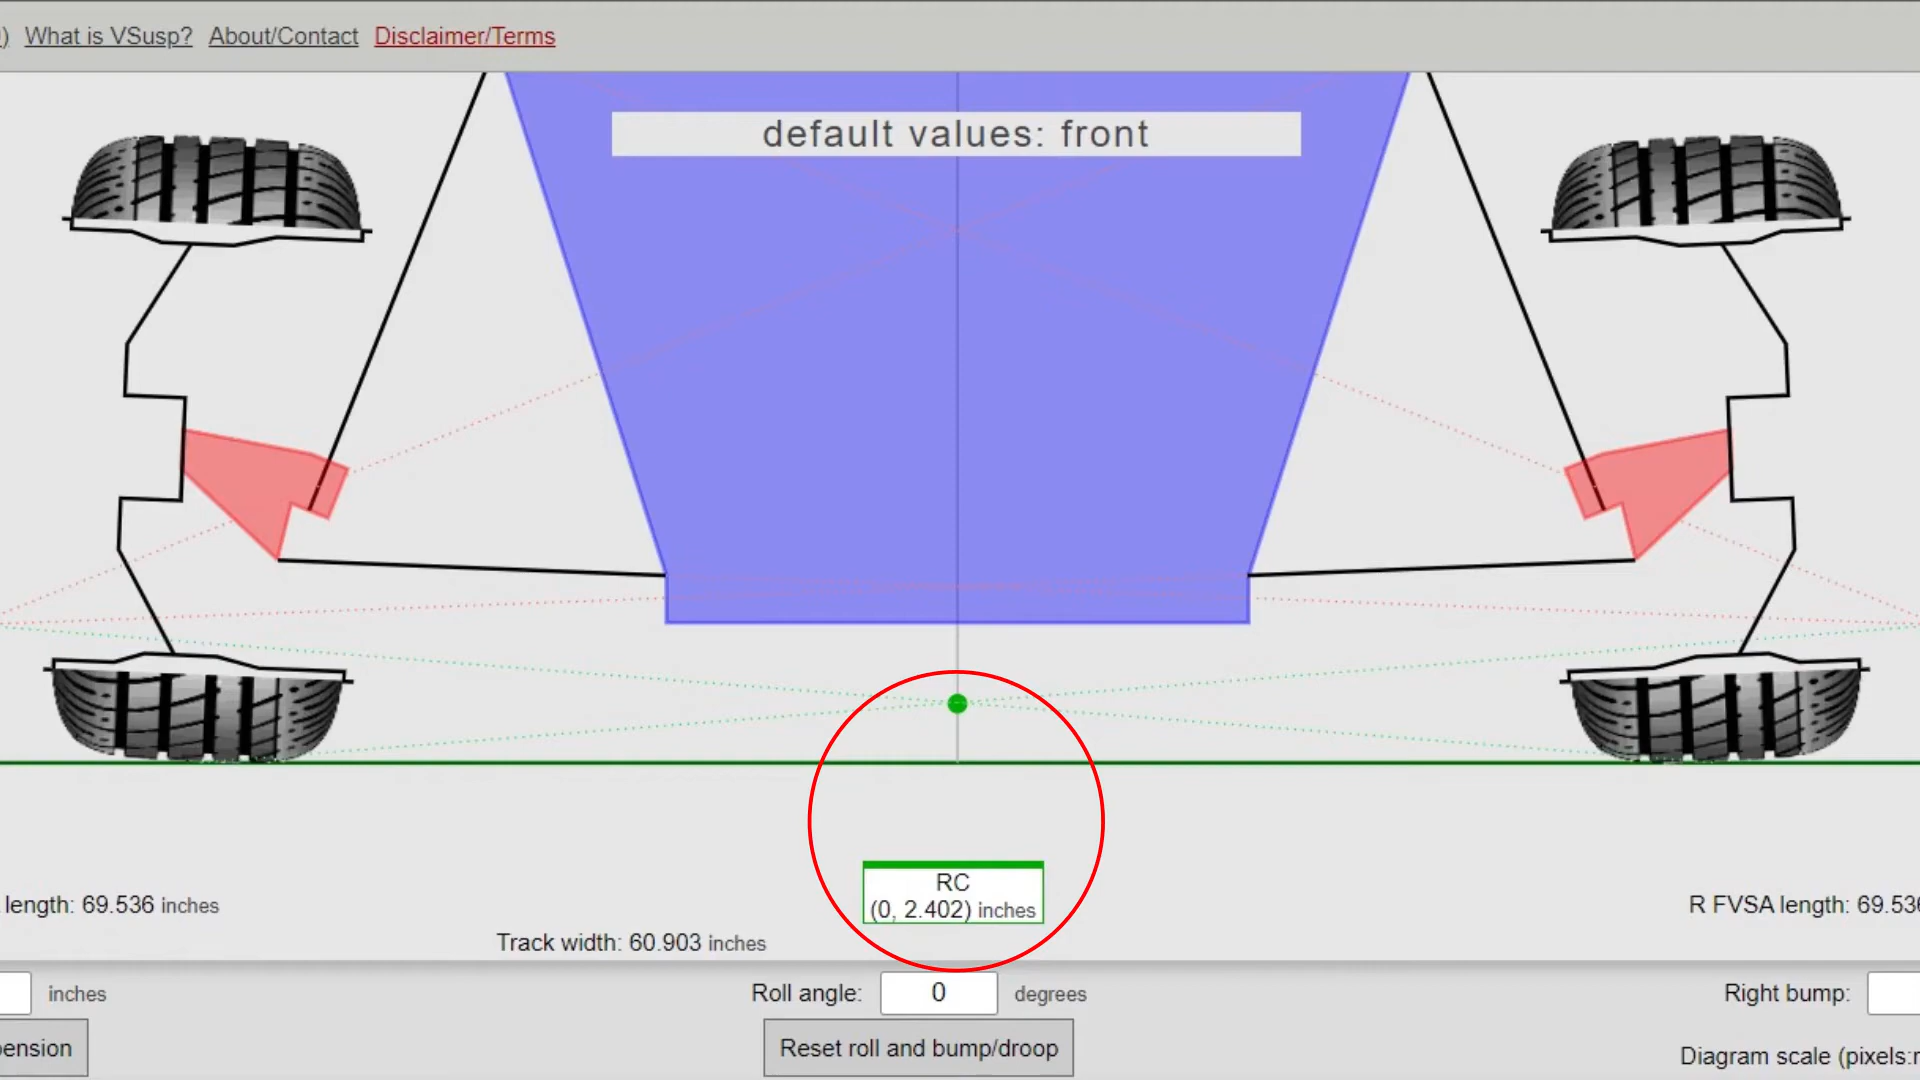 ) What is VSusp? About/Contact Disclaimer/Terms
default values: front
RC
(0, 2.402) inches
length: 69.536 inches
R FVSA length: 69.536
Track width: 60.903 inches
inches
Roll angle: 0 degrees
Right bump:
ension
Reset roll and bump/droop
Diagram scale (pixels:m